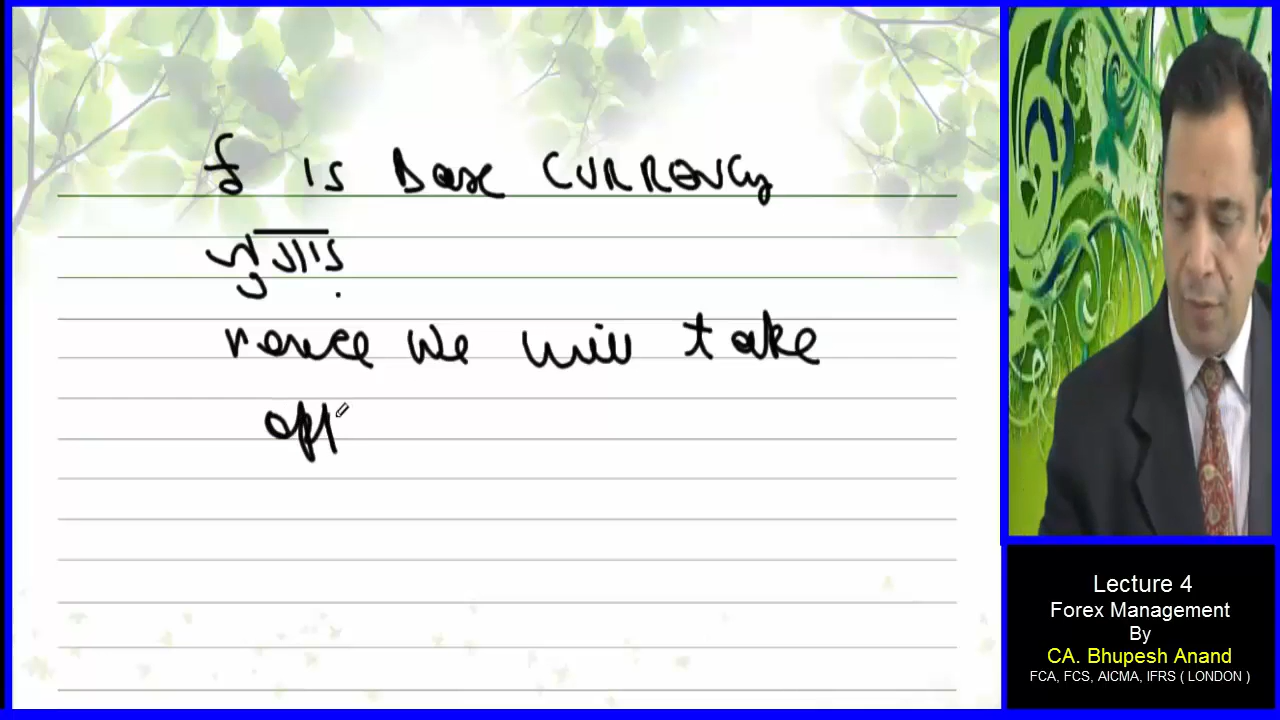 £ is Base CURRENCY
hence we will take
opp
Lecture 4
Forex Management
By
CA. Bhupesh Anand
FCA, FCS, AICMA, IFRS ( LONDON )